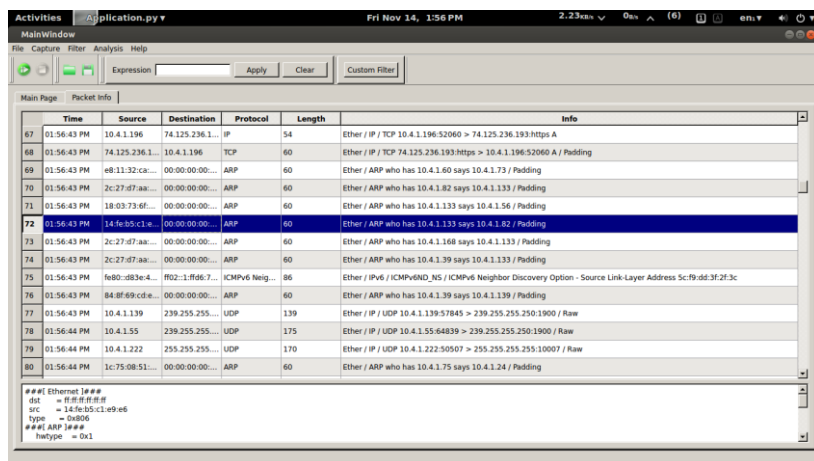 Activities Application.py ▾ Fri Nov 14, 1:56 PM 2.23KB/s 0B/s (6) 1 A en₁ ▾
MainWindow
File Capture Filter Analysis Help
Expression Apply Clear Custom Filter
Main Page Packet Info
Time Source Destination Protocol Length Info
67 01:56:43 PM 10.4.1.196 74.125.236.1... IP 54 Ether / IP / TCP 10.4.1.196:52060 > 74.125.236.193:https A
68 01:56:43 PM 74.125.236.1... 10.4.1.196 TCP 60 Ether / IP / TCP 74.125.236.193:https > 10.4.1.196:52060 A / Padding
69 01:56:43 PM e8:11:32:ca:... 00:00:00:00:... ARP 60 Ether / ARP who has 10.4.1.60 says 10.4.1.73 / Padding
70 01:56:43 PM 2c:27:d7:aa:... 00:00:00:00:... ARP 60 Ether / ARP who has 10.4.1.82 says 10.4.1.133 / Padding
71 01:56:43 PM 18:03:73:6f:... 00:00:00:00:... ARP 60 Ether / ARP who has 10.4.1.133 says 10.4.1.56 / Padding
72 01:56:43 PM 14:fe:b5:c1:e... 00:00:00:00:... ARP 60 Ether / ARP who has 10.4.1.133 says 10.4.1.82 / Padding
73 01:56:43 PM 2c:27:d7:aa:... 00:00:00:00:... ARP 60 Ether / ARP who has 10.4.1.168 says 10.4.1.133 / Padding
74 01:56:43 PM 2c:27:d7:aa:... 00:00:00:00:... ARP 60 Ether / ARP who has 10.4.1.39 says 10.4.1.133 / Padding
75 01:56:43 PM fe80::d83e:4... ff02::1:ffd6:7... ICMPv6 Neig... 86 Ether / IPv6 / ICMPv6ND_NS / ICMPv6 Neighbor Discovery Option - Source Link-Layer Address 5c:f9:dd:3f:2f:3c
76 01:56:43 PM 84:8f:69:cd:e... 00:00:00:00:... ARP 60 Ether / ARP who has 10.4.1.39 says 10.4.1.139 / Padding
77 01:56:43 PM 10.4.1.139 239.255.255.... UDP 139 Ether / IP / UDP 10.4.1.139:57845 > 239.255.255.250:1900 / Raw
78 01:56:44 PM 10.4.1.55 239.255.255.... UDP 175 Ether / IP / UDP 10.4.1.55:64839 > 239.255.255.250:1900 / Raw
79 01:56:44 PM 10.4.1.222 255.255.255.... UDP 170 Ether / IP / UDP 10.4.1.222:50507 > 255.255.255.255:10007 / Raw
80 01:56:44 PM 1c:75:08:51:... 00:00:00:00:... ARP 60 Ether / ARP who has 10.4.1.75 says 10.4.1.24 / Padding
###[ Ethernet ]###
dst = ff:ff:ff:ff:ff:ff
src = 14:fe:b5:c1:e9:e6
type = 0x806
###[ ARP ]###
hwtype = 0x1